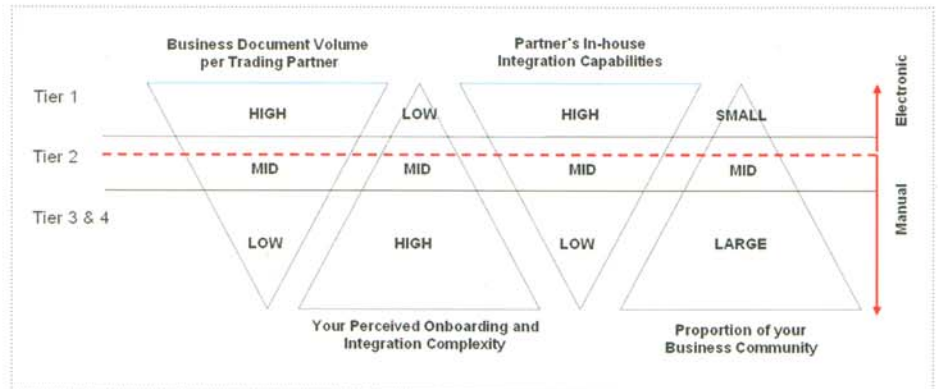 Business Document Volume
per Trading Partner
Partner's In-house
Integration Capabilities
Tier 1
HIGH
LOW
HIGH
SMALL
Electronic
Tier 2
MID
MID
MID
MID
Tier 3 & 4
LOW
HIGH
LOW
LARGE
Manual
Your Perceived Onboarding and
Integration Complexity
Proportion of your
Business Community